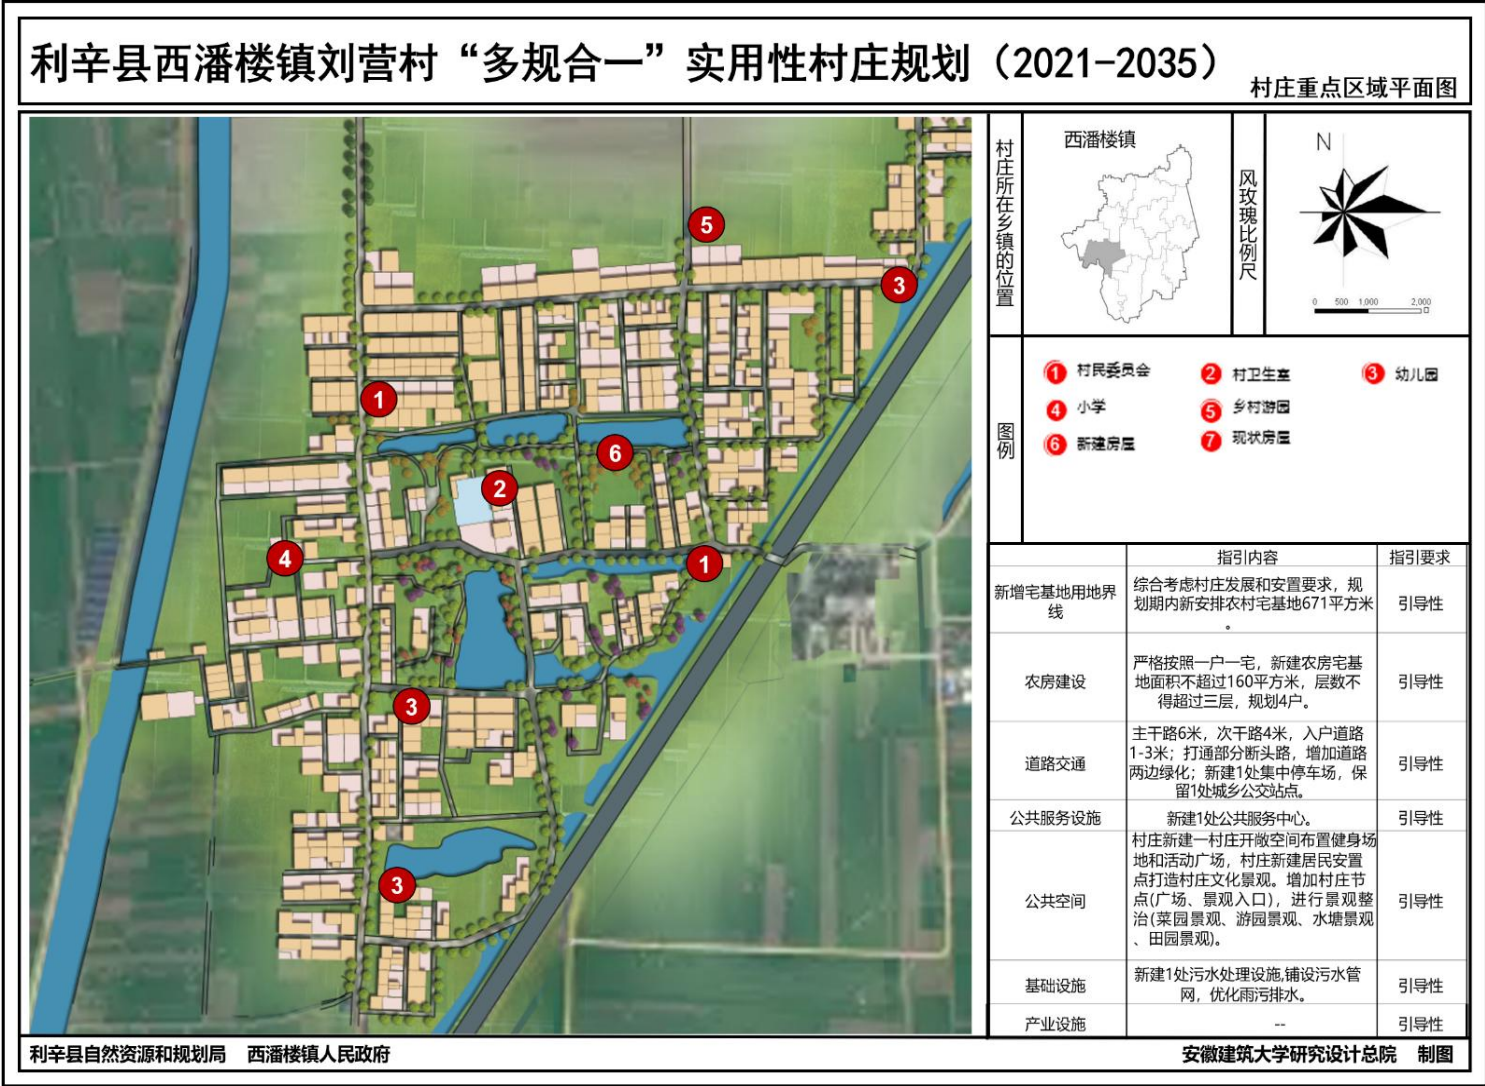 利辛县西潘楼镇刘营村“多规合一”实用性村庄规划（2021-2035）
村庄重点区域平面图
5
3
1
6
2
4
1
3
3
村庄所在乡镇的位置
西潘楼镇
风玫瑰比例尺
N
0 500 1,000 2,000
图例
1 村民委员会
2 村卫生室
3 幼儿园
4 小学
5 乡村游园
6 新建房屋
7 现状房屋
指引内容 指引要求
新增宅基地用地界
线
综合考虑村庄发展和安置要求，规
划期内新安排农村宅基地671平方米
。
引导性
农房建设
严格按照一户一宅，新建农房宅基
地面积不超过160平方米，层数不
得超过三层，规划4户。
引导性
道路交通
主干路6米，次干路4米，入户道路
1-3米；打通部分断头路，增加道路
两边绿化；新建1处集中停车场，保
留1处城乡公交站点。
引导性
公共服务设施
新建1处公共服务中心。
引导性
公共空间
村庄新建一村庄开敞空间布置健身场
地和活动广场，村庄新建居民安置
点打造村庄文化景观。增加村庄节
点(广场、景观入口)，进行景观整
治(菜园景观、游园景观、水塘景观
、田园景观)。
引导性
基础设施
新建1处污水处理设施,铺设污水管
网，优化雨污排水。
引导性
产业设施
--
引导性
利辛县自然资源和规划局 西潘楼镇人民政府
安徽建筑大学研究设计总院 制图